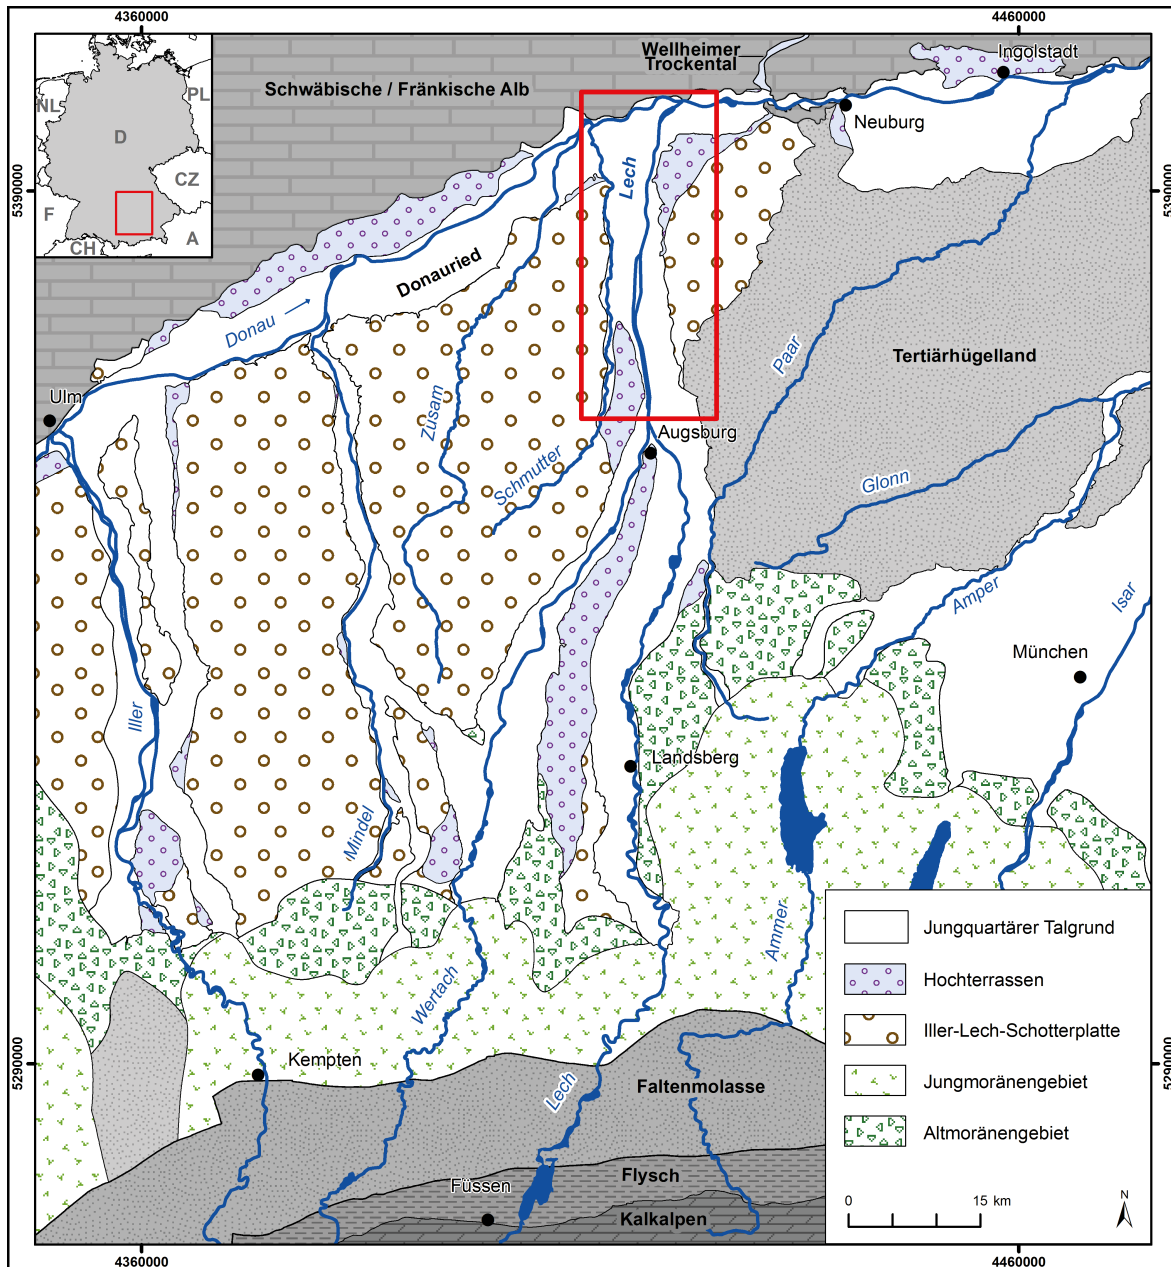 4360000
4460000
Wellheimer
Trockental
Ingolstadt
Schwäbische / Fränkische Alb
NL
PL
D
CZ
F
CH
A
Neuburg
5390000
5390000
Lech
Donauried
Donau
Paar
Tertiärhügelland
Ulm
Zusam
Augsburg
Schmutter
Glonn
Amper
Isar
München
Iller
Landsberg
Mindel
Ammer
Wertach
Jungquartärer Talgrund
Hochterrassen
Iller-Lech-Schotterplatte
Jungmoränengebiet
Altmoränengebiet
5290000
5290000
Kempten
Lech
Faltenmolasse
Flysch
Füssen
Kalkalpen
0
15 km
N
4360000
4460000